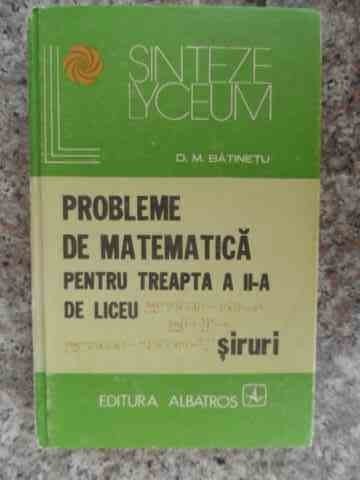 SINTEZE
LYCEUM
D. M. BĂTINEȚU
PROBLEME
DE MATEMATICĂ
PENTRU TREAPTA A II-A
DE LICEU
șiruri
EDITURA ALBATROS